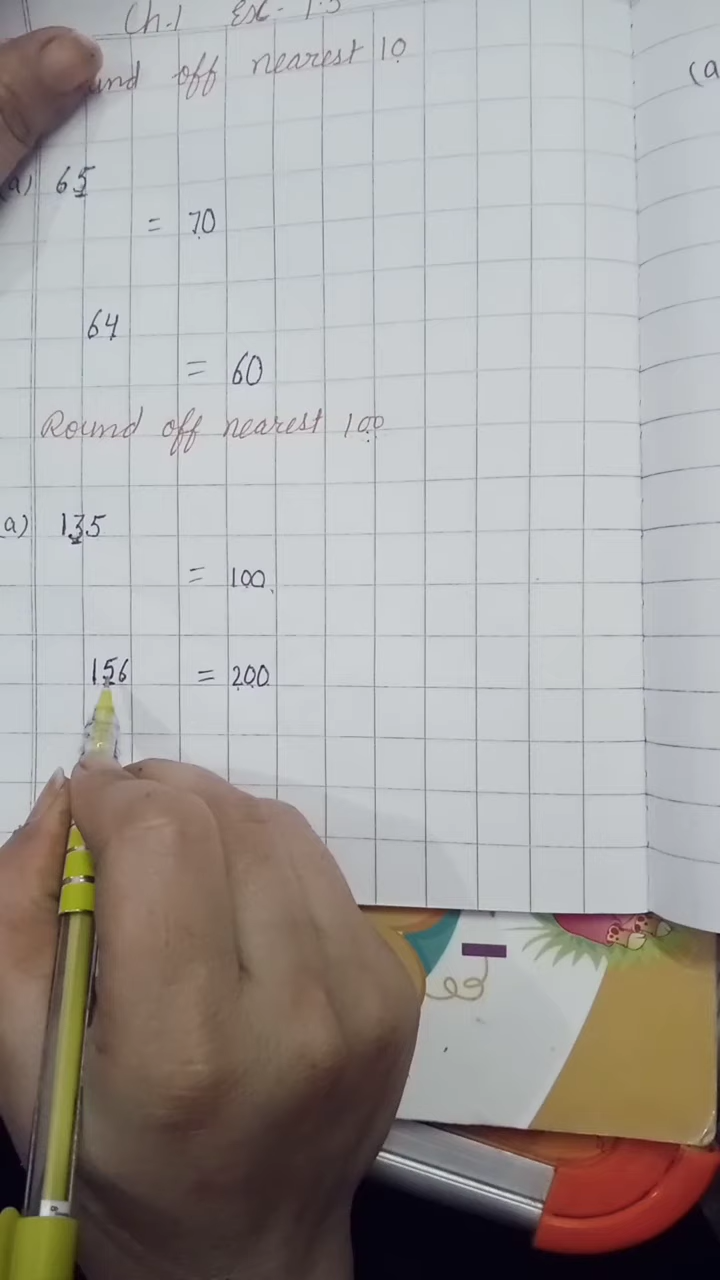 Ch.1 Ex- 1.3
Round off nearest 10
(a) 65
= 70
64
= 60
Round off nearest 100
(a) 135
= 100
156 = 200
(a